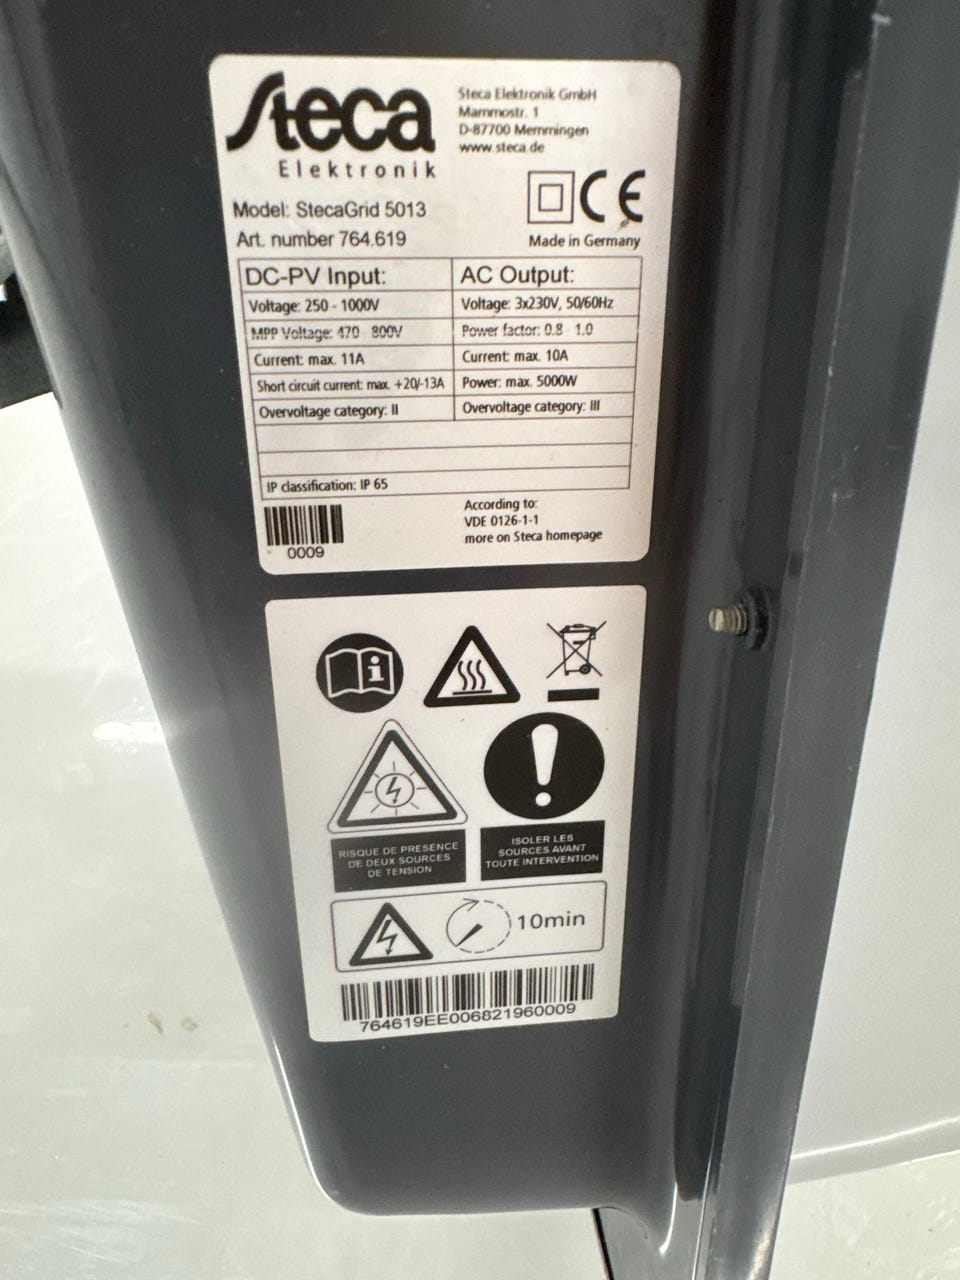 Steca
Elektronik
Steca Elektronik GmbH
Mammostr. 1
D-87700 Memmingen
www.steca.de
CE
Model: StecaGrid 5013
Art. number 764.619
Made in Germany
DC-PV Input:
Voltage: 250 - 1000V
MPP Voltage: 470 - 800V
Current: max. 11A
Short circuit current: max. +20/-13A
Overvoltage category: II
AC Output:
Voltage: 3x230V, 50/60Hz
Power factor: 0.8 - 1.0
Current: max. 10A
Power: max. 5000W
Overvoltage category: III
IP classification: IP 65
0009
According to:
VDE 0126-1-1
more on Steca homepage
RISQUE DE PRESENCE
DE DEUX SOURCES
DE TENSION
ISOLER LES
SOURCES AVANT
TOUTE INTERVENTION
10min
764619EE006821960009